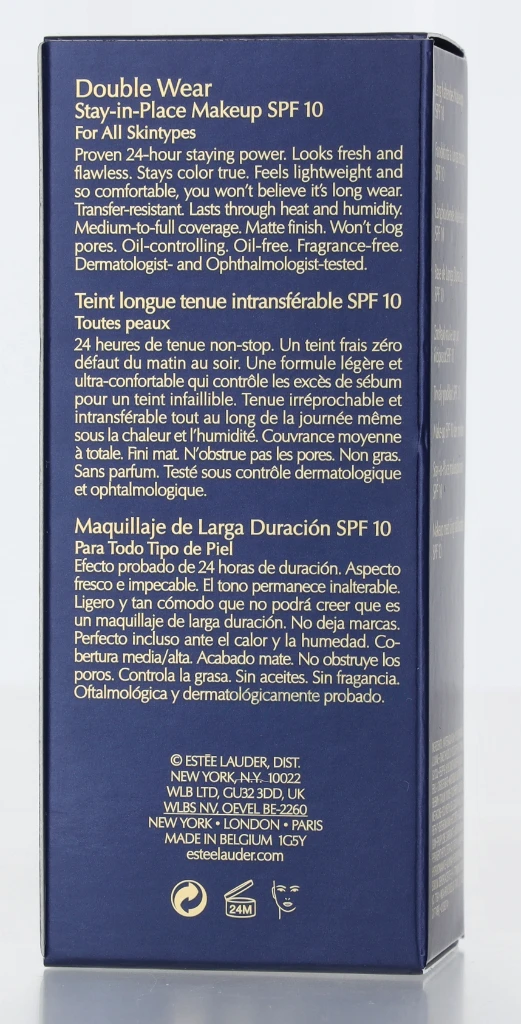 Double Wear
Stay-in-Place Makeup SPF 10
For All Skintypes
Proven 24-hour staying power. Looks fresh and
flawless. Stays color true. Feels lightweight and
so comfortable, you won't believe it's long wear.
Transfer-resistant. Lasts through heat and humidity.
Medium-to-full coverage. Matte finish. Won't clog
pores. Oil-controlling. Oil-free. Fragrance-free.
Dermatologist- and Ophthalmologist-tested.
Teint longue tenue intransférable SPF 10
Toutes peaux
24 heures de tenue non-stop. Un teint frais zéro
défaut du matin au soir. Une formule légère et
ultra-confortable qui contrôle les excès de sébum
pour un teint infaillible. Tenue irréprochable et
intransférable tout au long de la journée même
sous la chaleur et l'humidité. Couvrance moyenne
à totale. Fini mat. N'obstrue pas les pores. Non gras.
Sans parfum. Testé sous contrôle dermatologique
et ophtalmologique.
Maquillaje de Larga Duración SPF 10
Para Todo Tipo de Piel
Efecto probado de 24 horas de duración. Aspecto
fresco e impecable. El tono permanece inalterable.
Ligero y tan cómodo que no podrá creer que es
un maquillaje de larga duración. No deja marcas.
Perfecto incluso ante el calor y la humedad. Co-
bertura media/alta. Acabado mate. No obstruye los
poros. Controla la grasa. Sin aceites. Sin fragancia.
Oftalmológica y dermatológicamente probado.
© ESTĒE LAUDER, DIST.
NEW YORK, N.Y. 10022
WLB LTD, GU32 3DD, UK
WLBS NV, OEVEL BE-2260
NEW YORK • LONDON • PARIS
MADE IN BELGIUM 1G5Y
esteelauder.com
24M